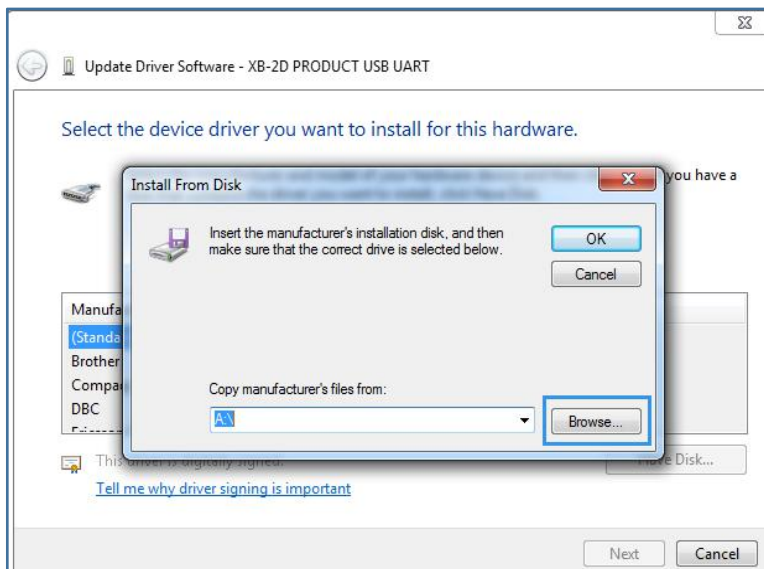 Update Driver Software - XB-2D PRODUCT USB UART
Select the device driver you want to install for this hardware.
you have a
Install From Disk
Insert the manufacturer's installation disk, and then
make sure that the correct drive is selected below.
OK
Cancel
Manufa
(Standa
Brother
Compa
DBC
Copy manufacturer's files from:
A:\
Browse...
This driver is digitally signed.
Have Disk...
Tell me why driver signing is important
Next
Cancel